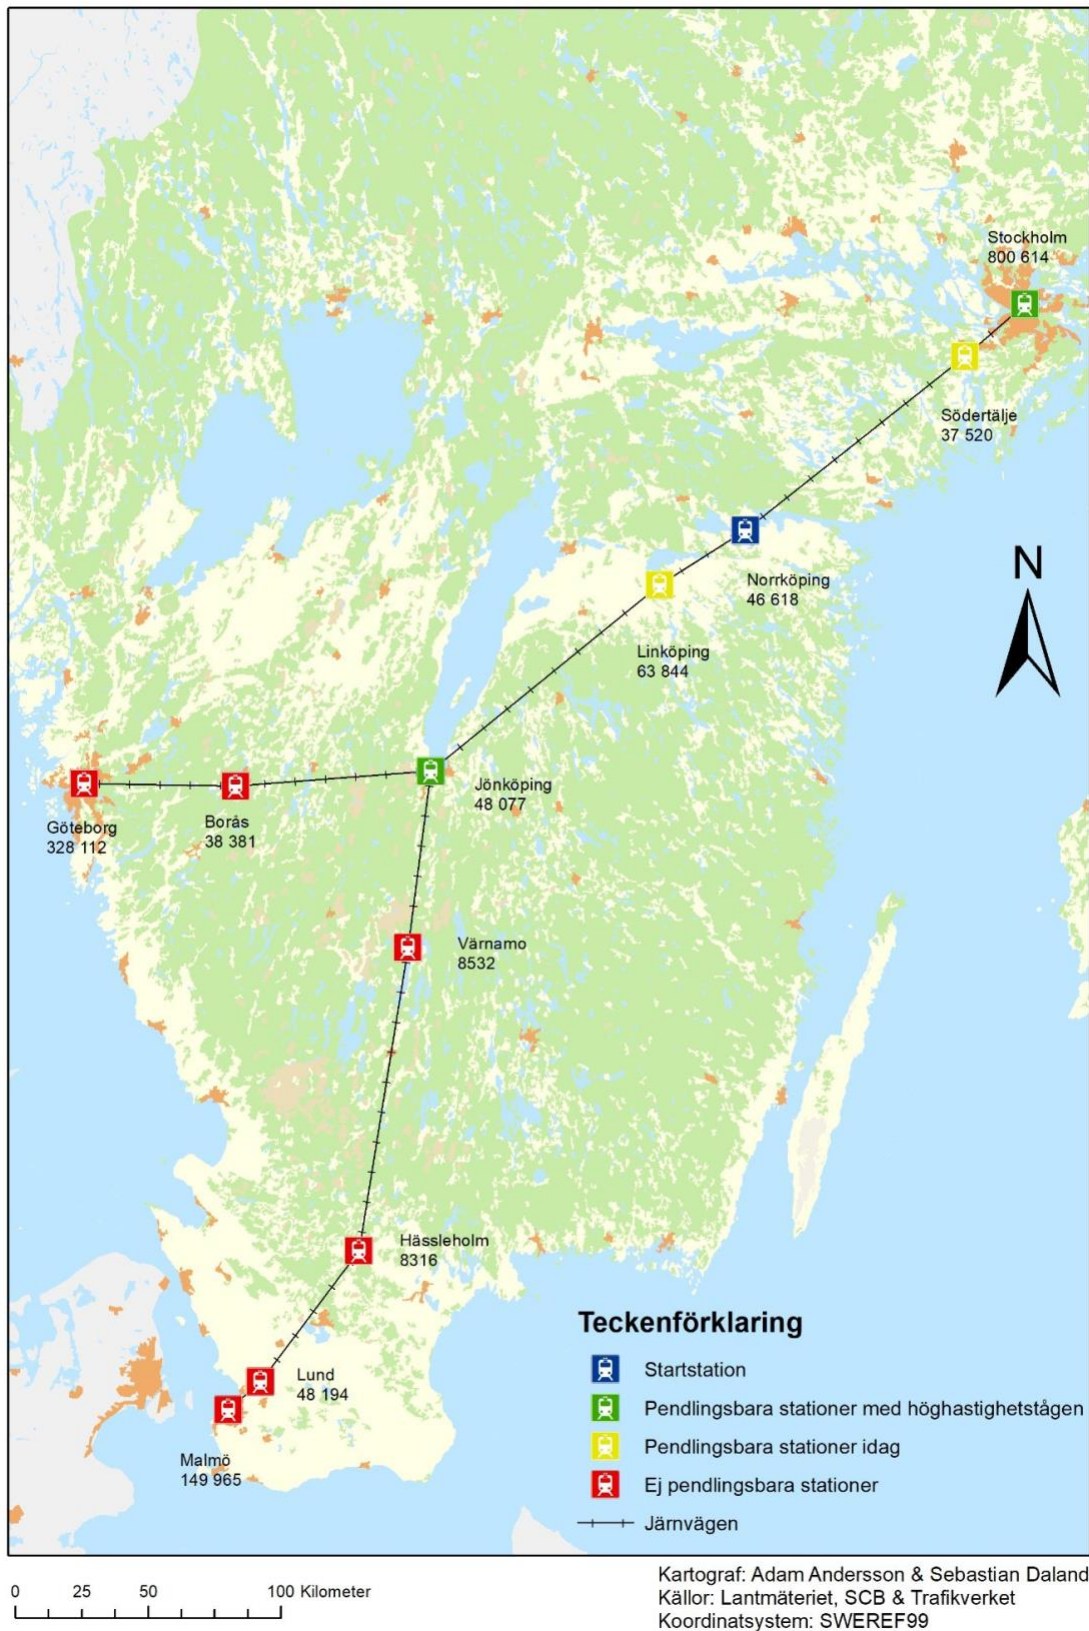 Stockholm
800 614
Södertälje
37 520
Norrköping
46 618
N
Linköping
63 844
Jönköping
48 077
Göteborg
328 112
Borås
38 381
Värnamo
8532
Hässleholm
8316
Lund
48 194
Malmö
149 965
Teckenförklaring
Startstation
Pendlingsbara stationer med höghastighetstågen
Pendlingsbara stationer idag
Ej pendlingsbara stationer
Järnvägen
0 25 50 100 Kilometer
Kartograf: Adam Andersson & Sebastian Daland
Källor: Lantmäteriet, SCB & Trafikverket
Koordinatsystem: SWEREF99